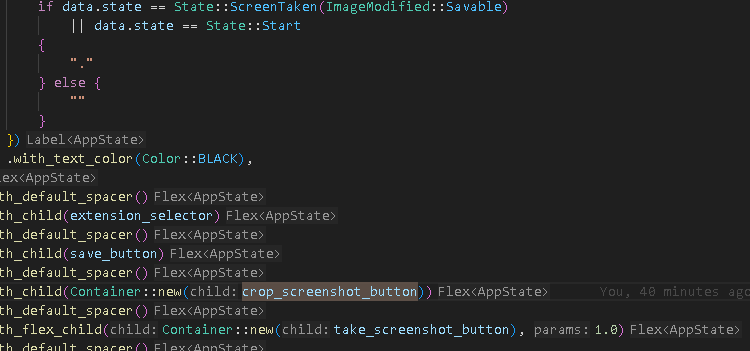 if data.state == State::ScreenTaken(ImageModified::Savable)
|| data.state == State::Start
{
"."
} else {
""
}
}) Label<AppState>
.with_text_color(Color::BLACK),
lex<AppState>
th_default_spacer() Flex<AppState>
th_child(extension_selector) Flex<AppState>
th_default_spacer() Flex<AppState>
th_child(save_button) Flex<AppState>
th_default_spacer() Flex<AppState>
th_child(Container::new(child: crop_screenshot_button)) Flex<AppState> You, 40 minutes ago
th_default_spacer() Flex<AppState>
th_flex_child(child: Container::new(child: take_screenshot_button), params: 1.0) Flex<AppState>
th_default_spacer() Flex<AppState>